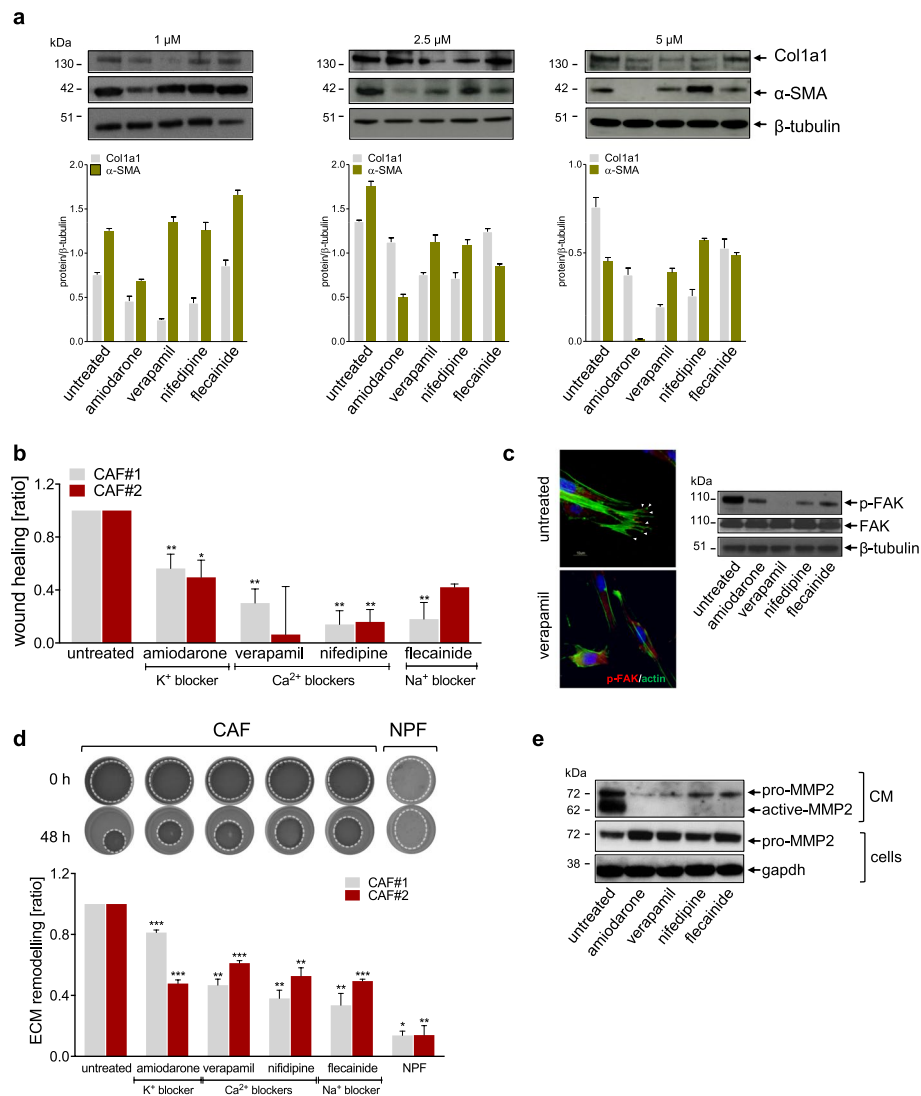 a
kDa
1 µM
2.5 µM
5 µM
130
42
51
130
42
51
130
42
51
Col1a1
α-SMA
β-tubulin
Col1a1
α-SMA
protein/β-tubulin
2.0
1.5
1.0
0.5
0.0
untreated
amiodarone
verapamil
nifedipine
flecainide
Col1a1
α-SMA
protein/β-tubulin
2.0
1.5
1.0
0.5
0.0
untreated
amiodarone
verapamil
nifedipine
flecainide
Col1a1
α-SMA
protein/β-tubulin
1.0
0.5
0.0
untreated
amiodarone
verapamil
nifedipine
flecainide
b
CAF#1
CAF#2
wound healing [ratio]
1.2
0.8
0.4
0.0
** * ** ** ** **
untreated amiodarone verapamil nifedipine flecainide
K⁺ blocker Ca²⁺ blockers Na⁺ blocker
c
untreated
verapamil
p-FAK/actin
kDa
110
110
51
p-FAK
FAK
β-tubulin
untreated
amiodarone
verapamil
nifedipine
flecainide
d
CAF NPF
0 h
48 h
CAF#1
CAF#2
ECM remodelling [ratio]
1.2
0.8
0.4
0.0
*** *** ** *** ** ** ** *** * **
untreated amiodarone verapamil nifidipine flecainide NPF
K⁺ blocker Ca²⁺ blockers Na⁺ blocker
e
kDa
72
62
72
38
pro-MMP2
active-MMP2
CM
pro-MMP2
gapdh
cells
untreated
amiodarone
verapamil
nifedipine
flecainide